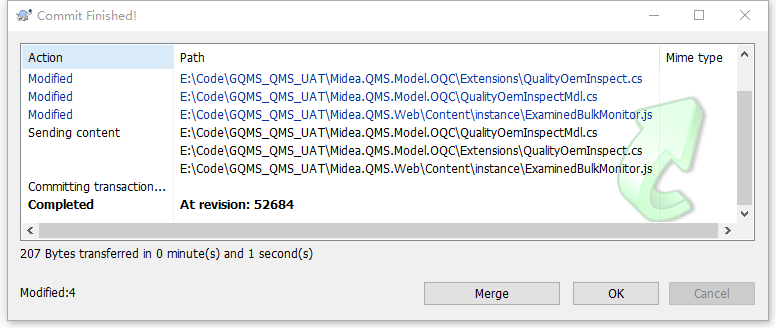 Commit Finished!
Action Path Mime type
Modified E:\Code\GQMS_QMS_UAT\Midea.QMS.Model.OQC\Extensions\QualityOemInspect.cs
Modified E:\Code\GQMS_QMS_UAT\Midea.QMS.Model.OQC\QualityOemInspectMdl.cs
Modified E:\Code\GQMS_QMS_UAT\Midea.QMS.Web\Content\instance\ExaminedBulkMonitor.js
Sending content E:\Code\GQMS_QMS_UAT\Midea.QMS.Model.OQC\QualityOemInspectMdl.cs
E:\Code\GQMS_QMS_UAT\Midea.QMS.Model.OQC\Extensions\QualityOemInspect.cs
E:\Code\GQMS_QMS_UAT\Midea.QMS.Web\Content\instance\ExaminedBulkMonitor.js
Committing transaction...
Completed At revision: 52684
207 Bytes transferred in 0 minute(s) and 1 second(s)
Modified:4 Merge OK Cancel